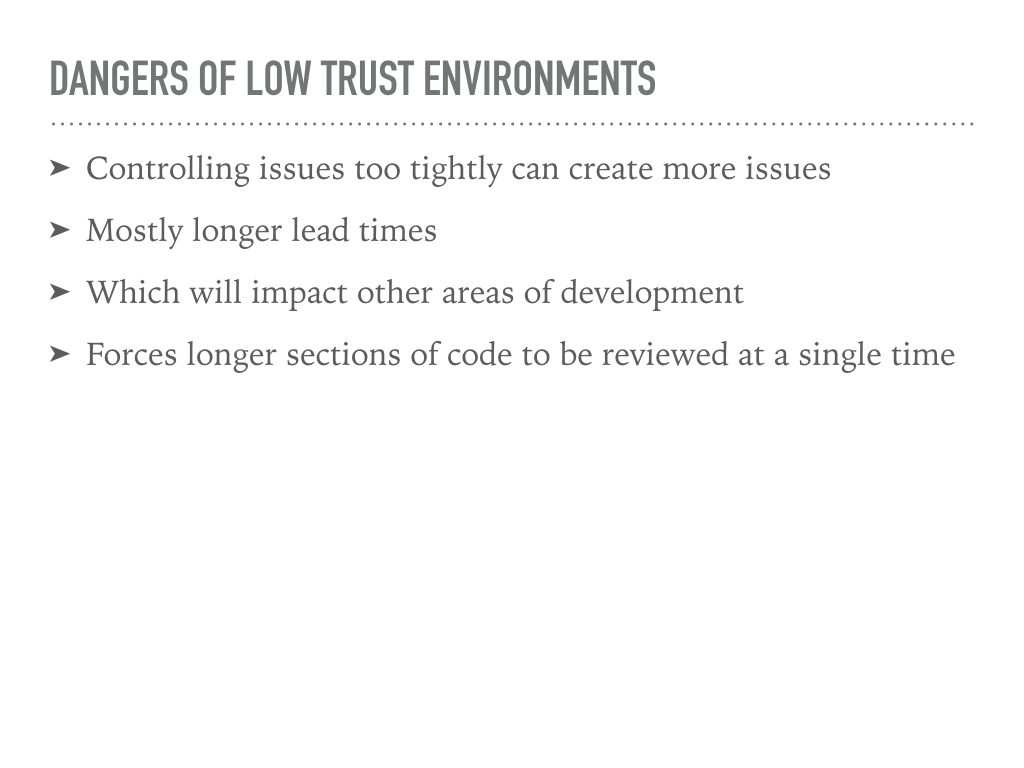 DANGERS OF LOW TRUST ENVIRONMENTS
➤ Controlling issues too tightly can create more issues
➤ Mostly longer lead times
➤ Which will impact other areas of development
➤ Forces longer sections of code to be reviewed at a single time